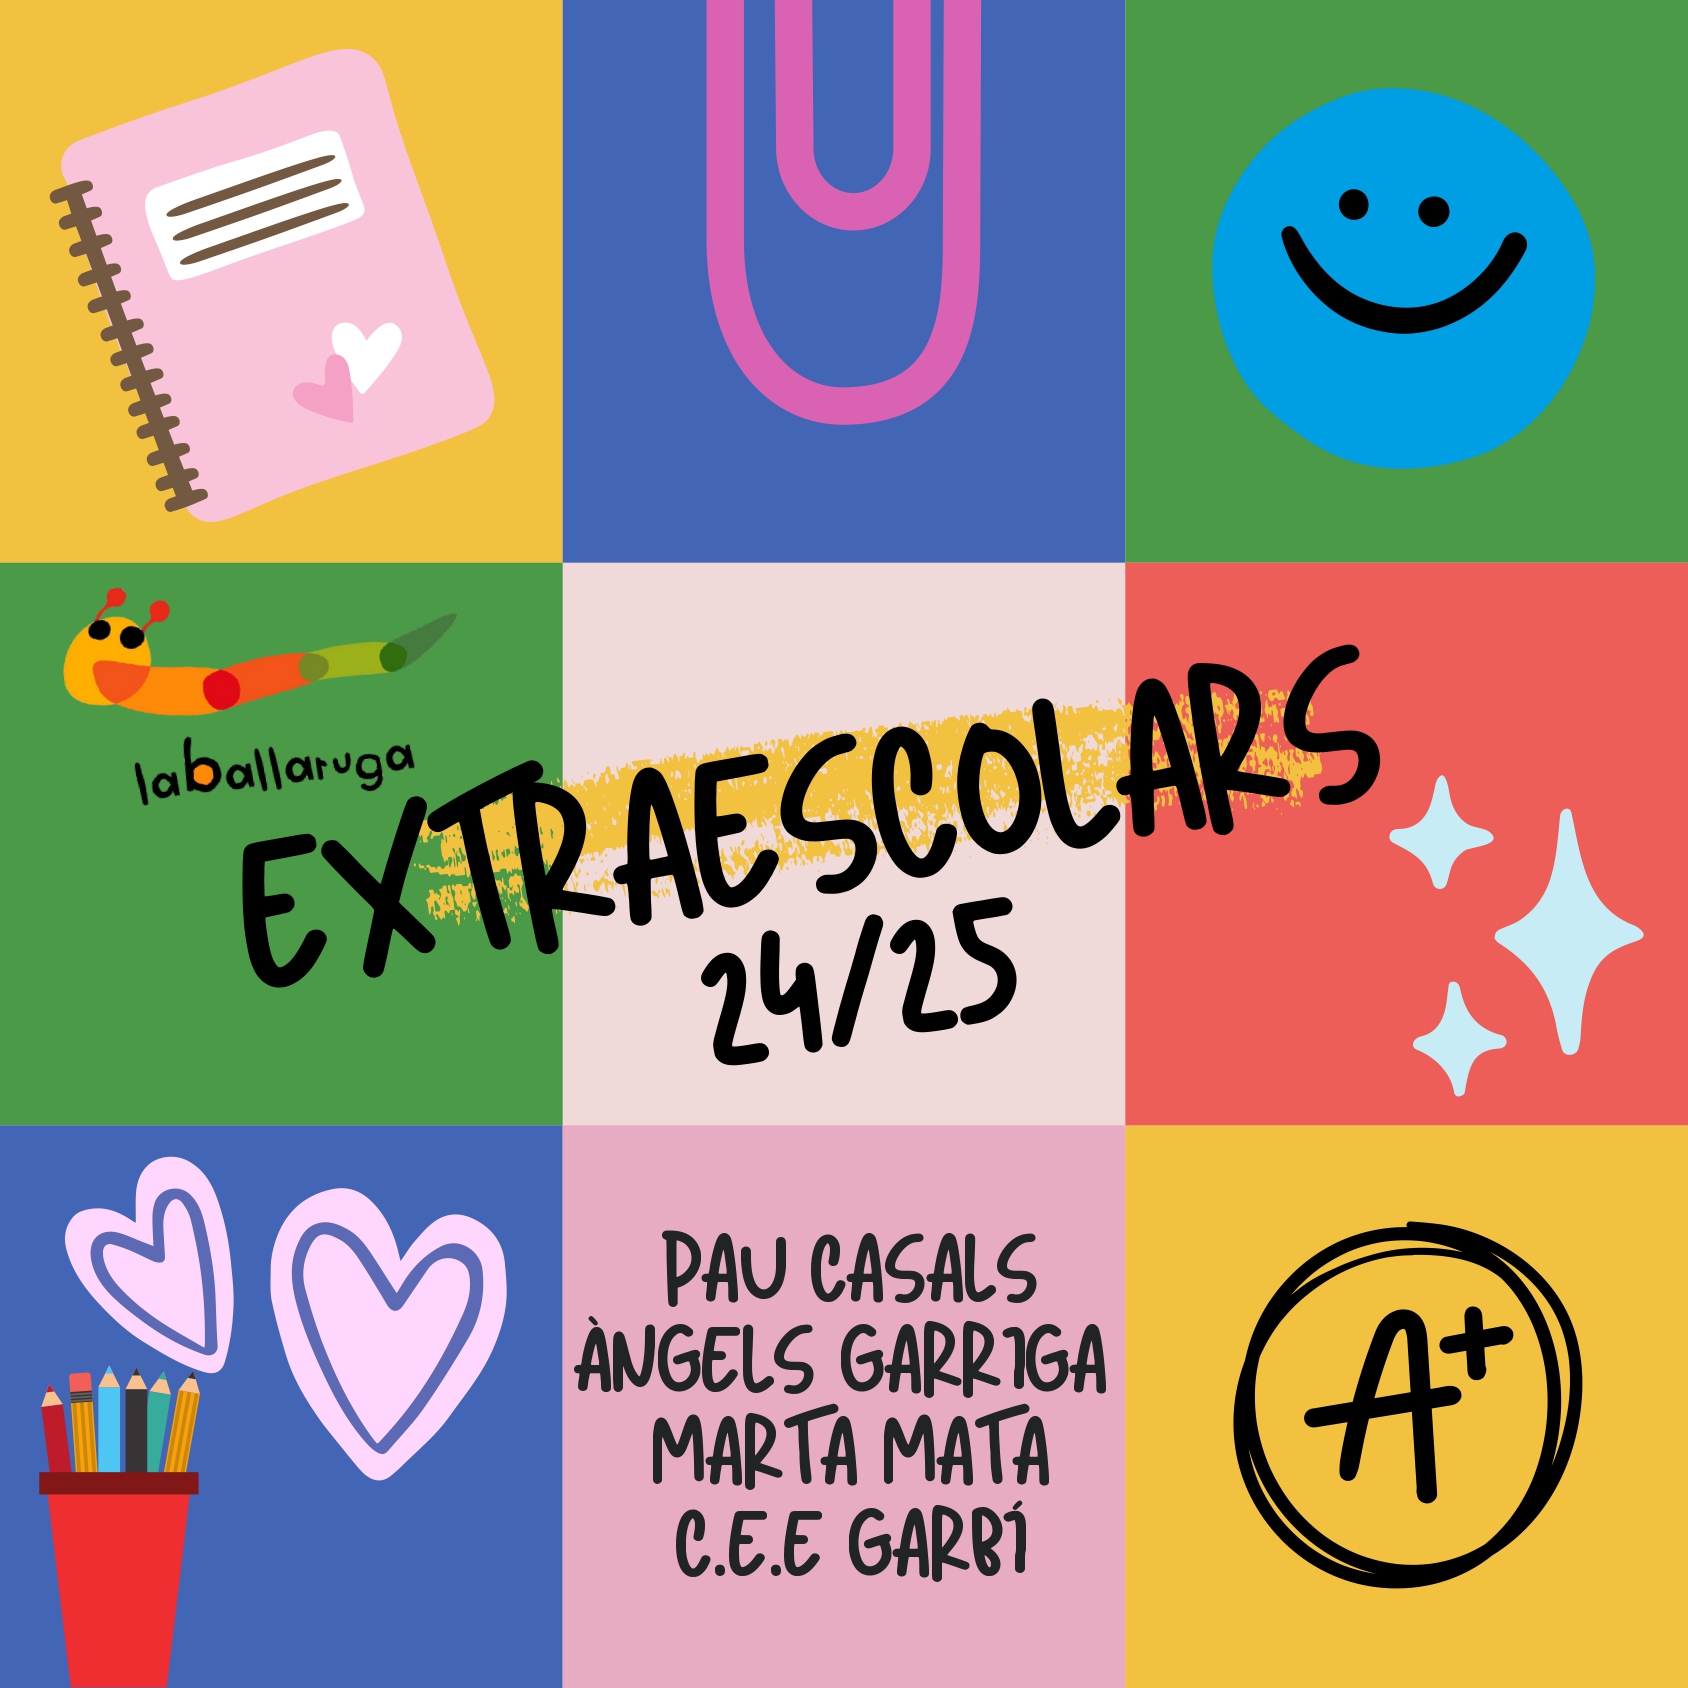 laballaruga
EXTRAESCOLARS
24/25
PAU CASALS
ÀNGELS GARRIGA
MARTA MATA
C.E.E GARBÍ
A+